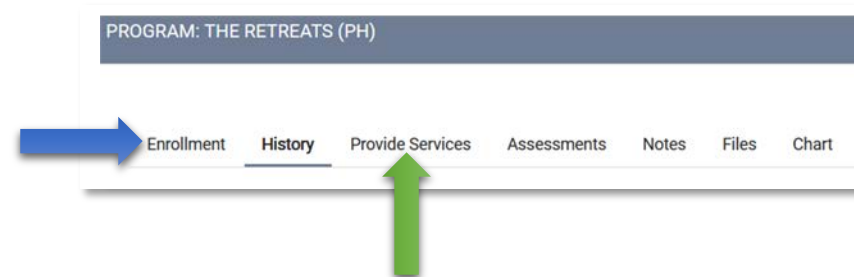 PROGRAM: THE RETREATS (PH)
Enrollment History Provide Services Assessments Notes Files Chart